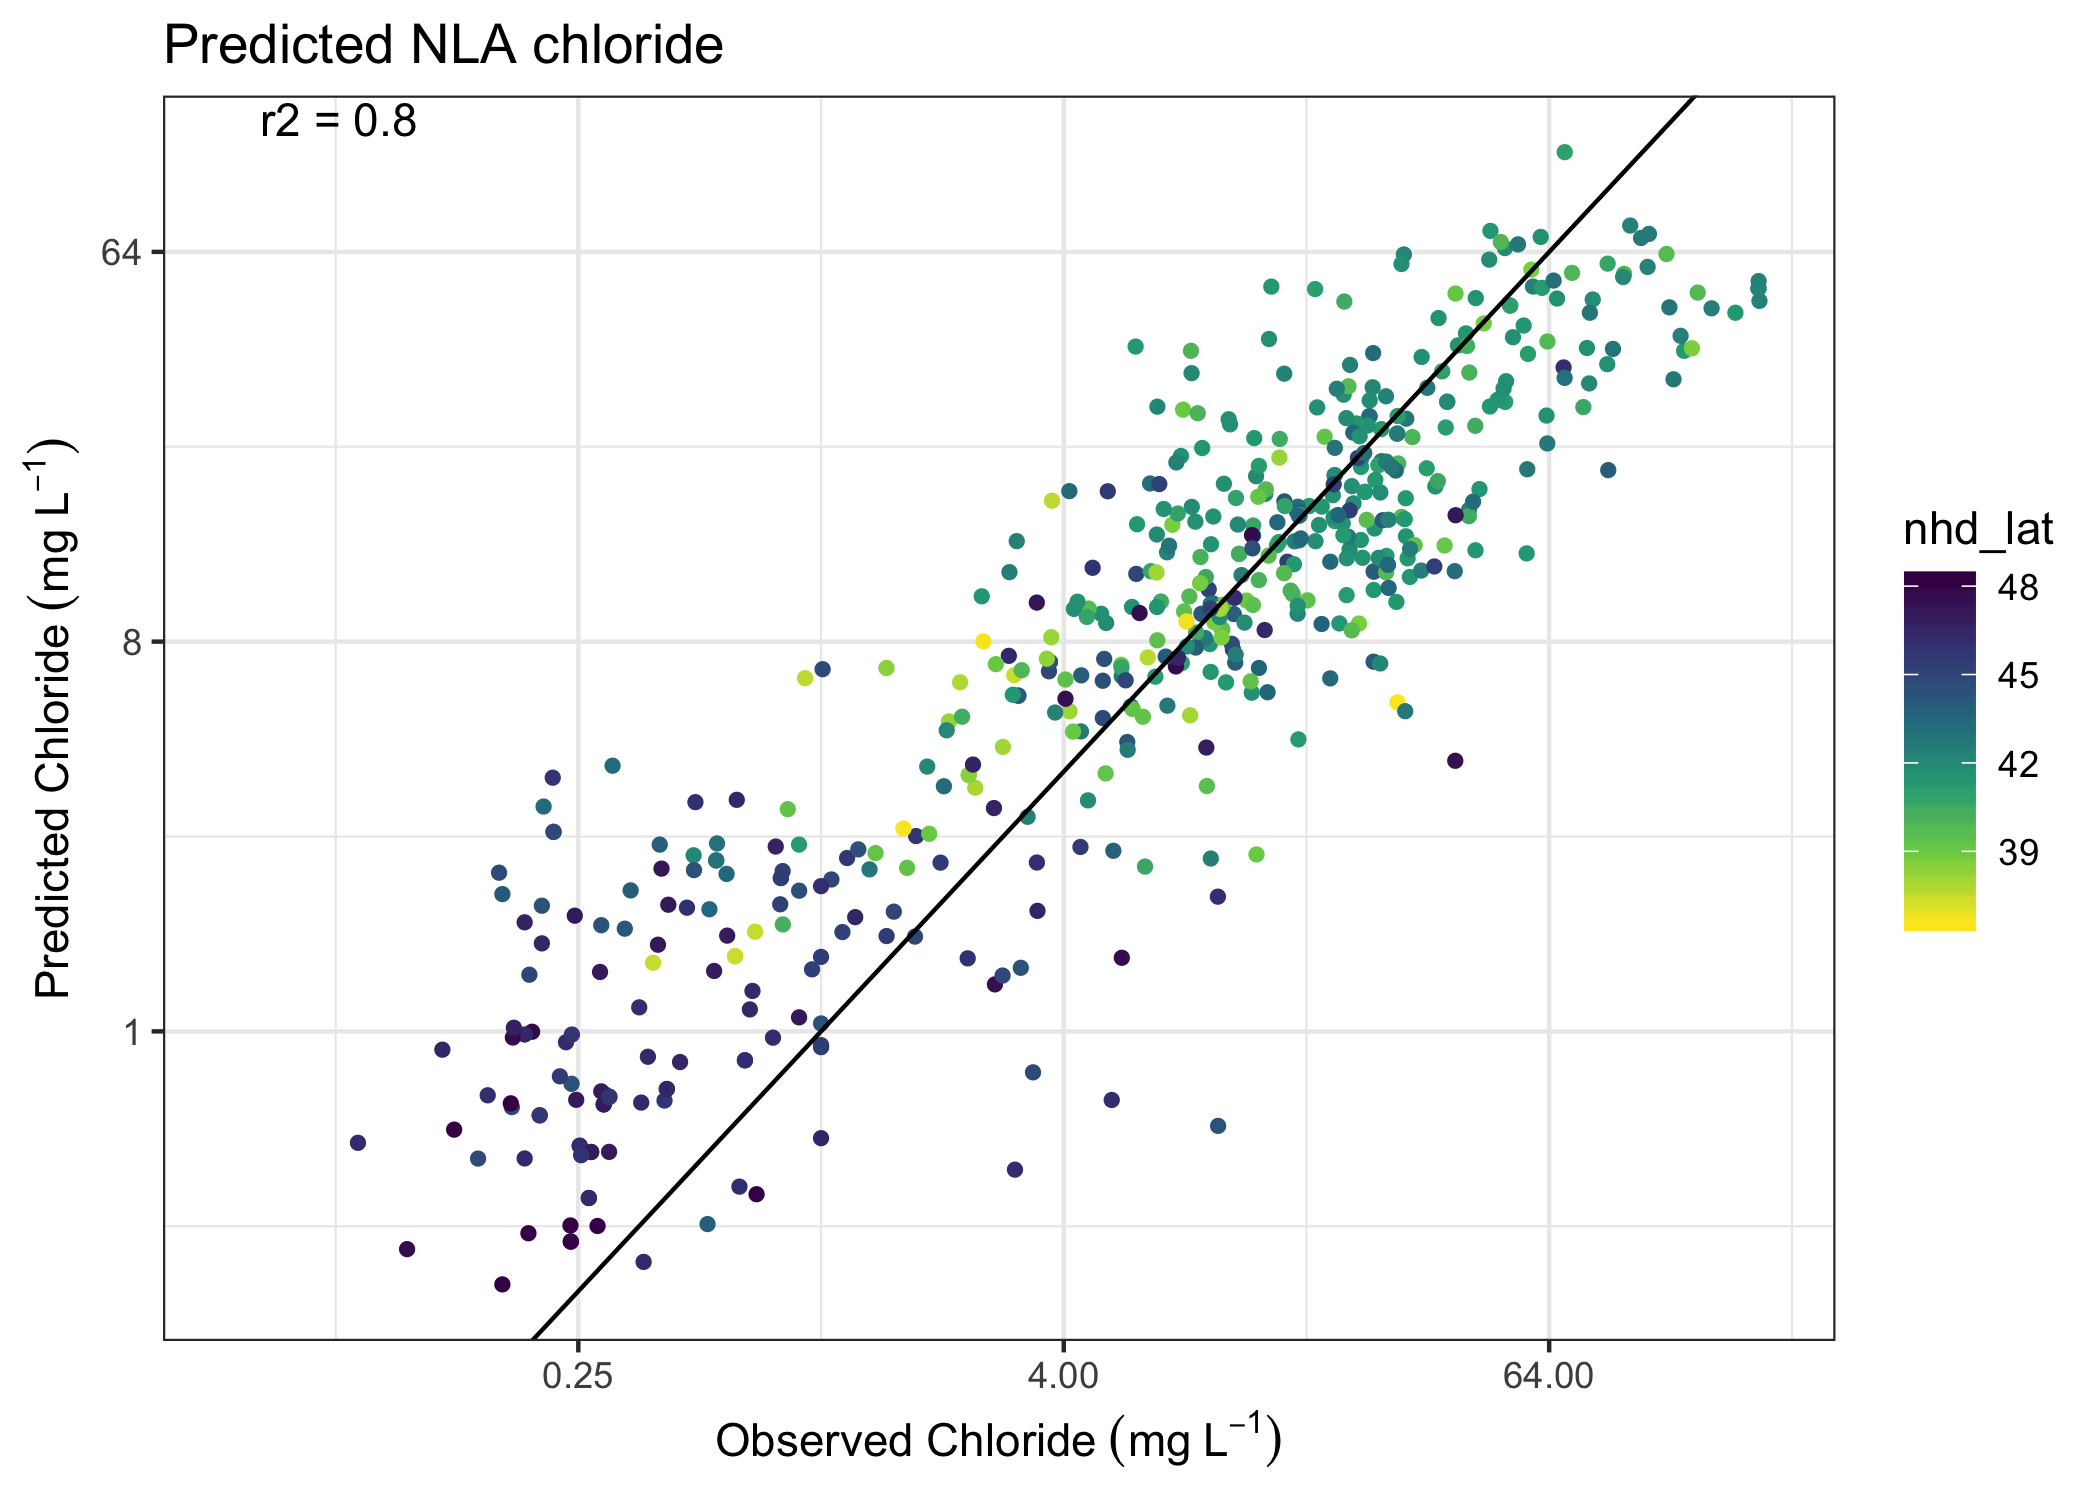 Predicted NLA chloride
r2 = 0.8
Predicted Chloride (mg L⁻¹)
64
8
1
0.25 4.00 64.00
Observed Chloride (mg L⁻¹)
nhd_lat
48
45
42
39